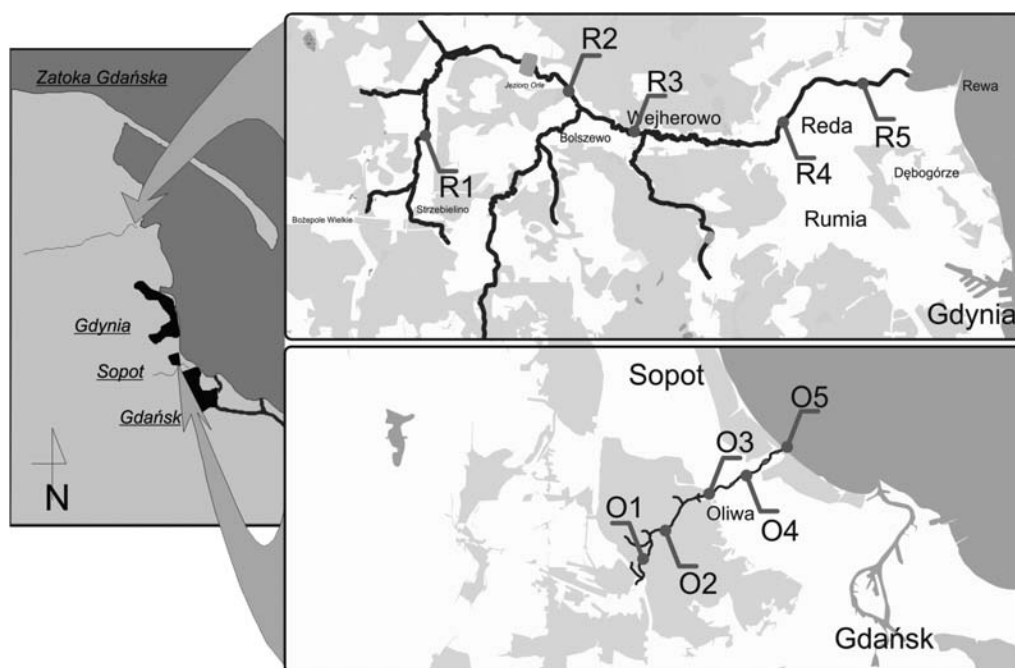 Zatoka Gdańska
Gdynia
Sopot
Gdańsk
N
R2
R3
Jezioro Orle
Wejherowo
Bolszewo
Reda
Rewa
R1
R4
R5
Dębogórze
Strzebielino
Bożepole Wielkie
Rumia
Gdynia
Sopot
O5
O3
Oliwa
O1
O4
O2
Gdańsk